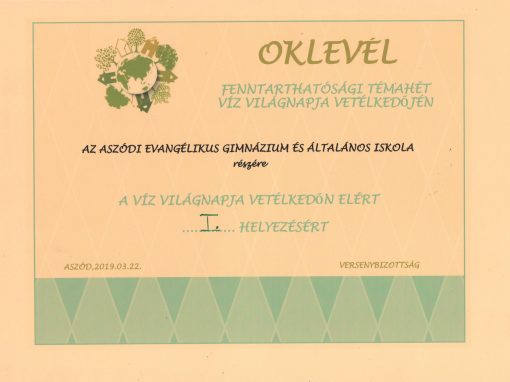 OKLEVÉL
FENNTARTHATÓSÁGI TÉMAHÉT
VÍZ VILÁGNAPJA VETÉLKEDŐJÉN
AZ ASZÓDI EVANGÉLIKUS GIMNÁZIUM ÉS ÁLTALÁNOS ISKOLA
részére
A VÍZ VILÁGNAPJA VETÉLKEDŐN ELÉRT
......I..... HELYEZÉSÉRT
ASZÓD,2019.03.22. VERSENYBIZOTTSÁG